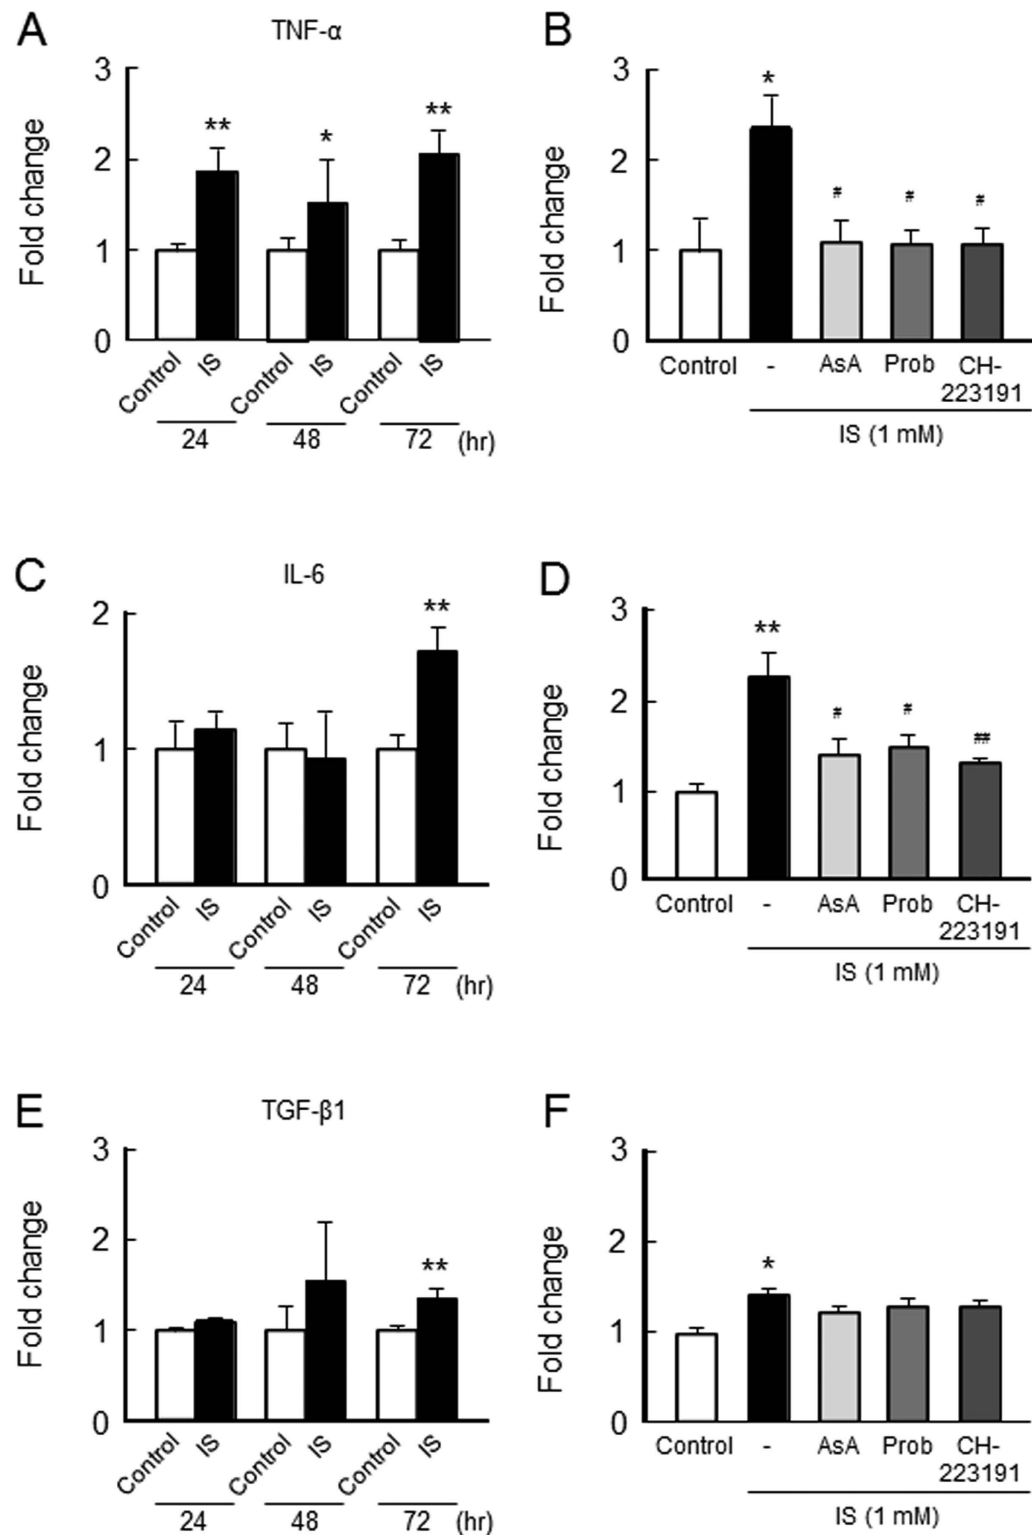 A
TNF-α
Fold change
3
2
1
0
**
*
**
Control
IS
Control
IS
Control
IS
24
48
72
(hr)
B
Fold change
3
2
1
0
*
#
#
#
Control
-
AsA
Prob
CH-
223191
IS (1 mM)
C
IL-6
Fold change
2
1
0
**
Control
IS
Control
IS
Control
IS
24
48
72
(hr)
D
Fold change
3
2
1
0
**
#
#
##
Control
-
AsA
Prob
CH-
223191
IS (1 mM)
E
TGF-β1
Fold change
3
2
1
0
**
Control
IS
Control
IS
Control
IS
24
48
72
(hr)
F
Fold change
3
2
1
0
*
Control
-
AsA
Prob
CH-
223191
IS (1 mM)